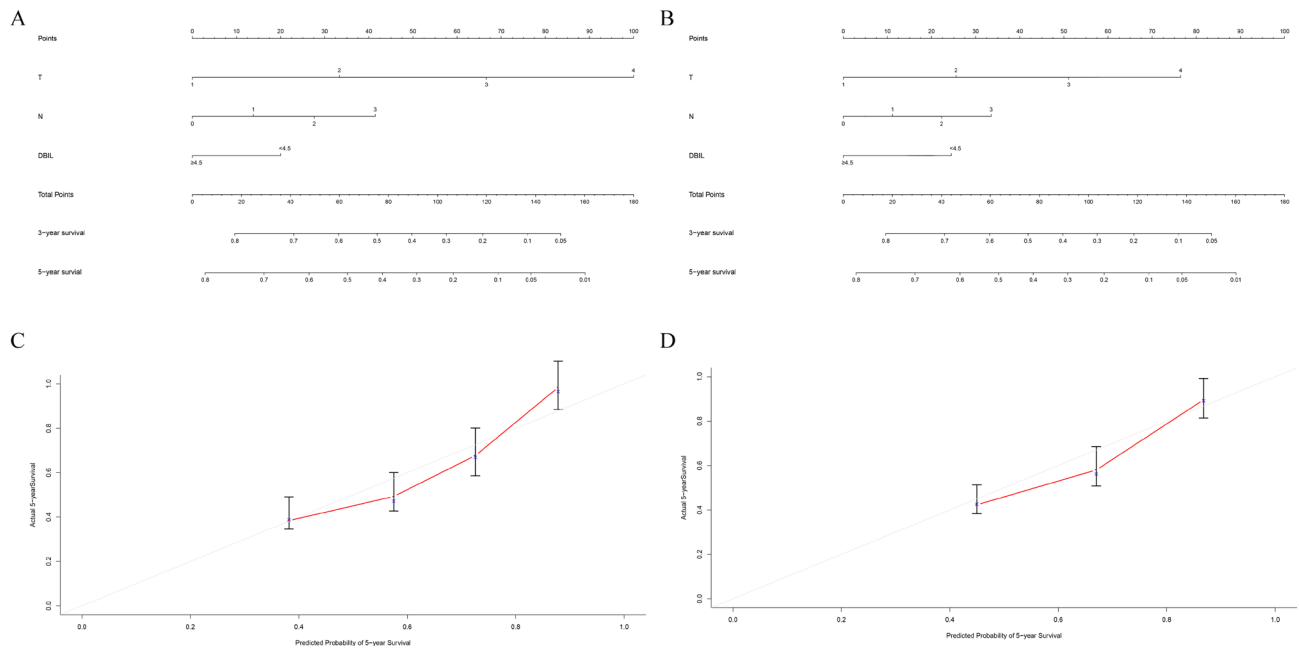 A
Points
0 10 20 30 40 50 60 70 80 90 100
T
1 2 3 4
N
0 1 2 3
DBIL
≥4.5 <4.5
Total Points
0 20 40 60 80 100 120 140 160 180
3−year survival
0.8 0.7 0.6 0.5 0.4 0.3 0.2 0.1 0.05
5−year survival
0.8 0.7 0.6 0.5 0.4 0.3 0.2 0.1 0.05 0.01
B
Points
0 10 20 30 40 50 60 70 80 90 100
T
1 2 3 4
N
0 1 2 3
DBIL
≥4.5 <4.5
Total Points
0 20 40 60 80 100 120 140 160 180
3−year survival
0.8 0.7 0.6 0.5 0.4 0.3 0.2 0.1 0.05
5−year survival
0.8 0.7 0.6 0.5 0.4 0.3 0.2 0.1 0.05 0.01
C
Actual 5−yearSurvival
1.0
0.8
0.6
0.4
0.2
0.0
0.0 0.2 0.4 0.6 0.8 1.0
Predicted Probability of 5−year Survival
D
Actual 5−yearSurvival
1.0
0.8
0.6
0.4
0.2
0.0
0.0 0.2 0.4 0.6 0.8 1.0
Predicted Probability of 5−year Survival